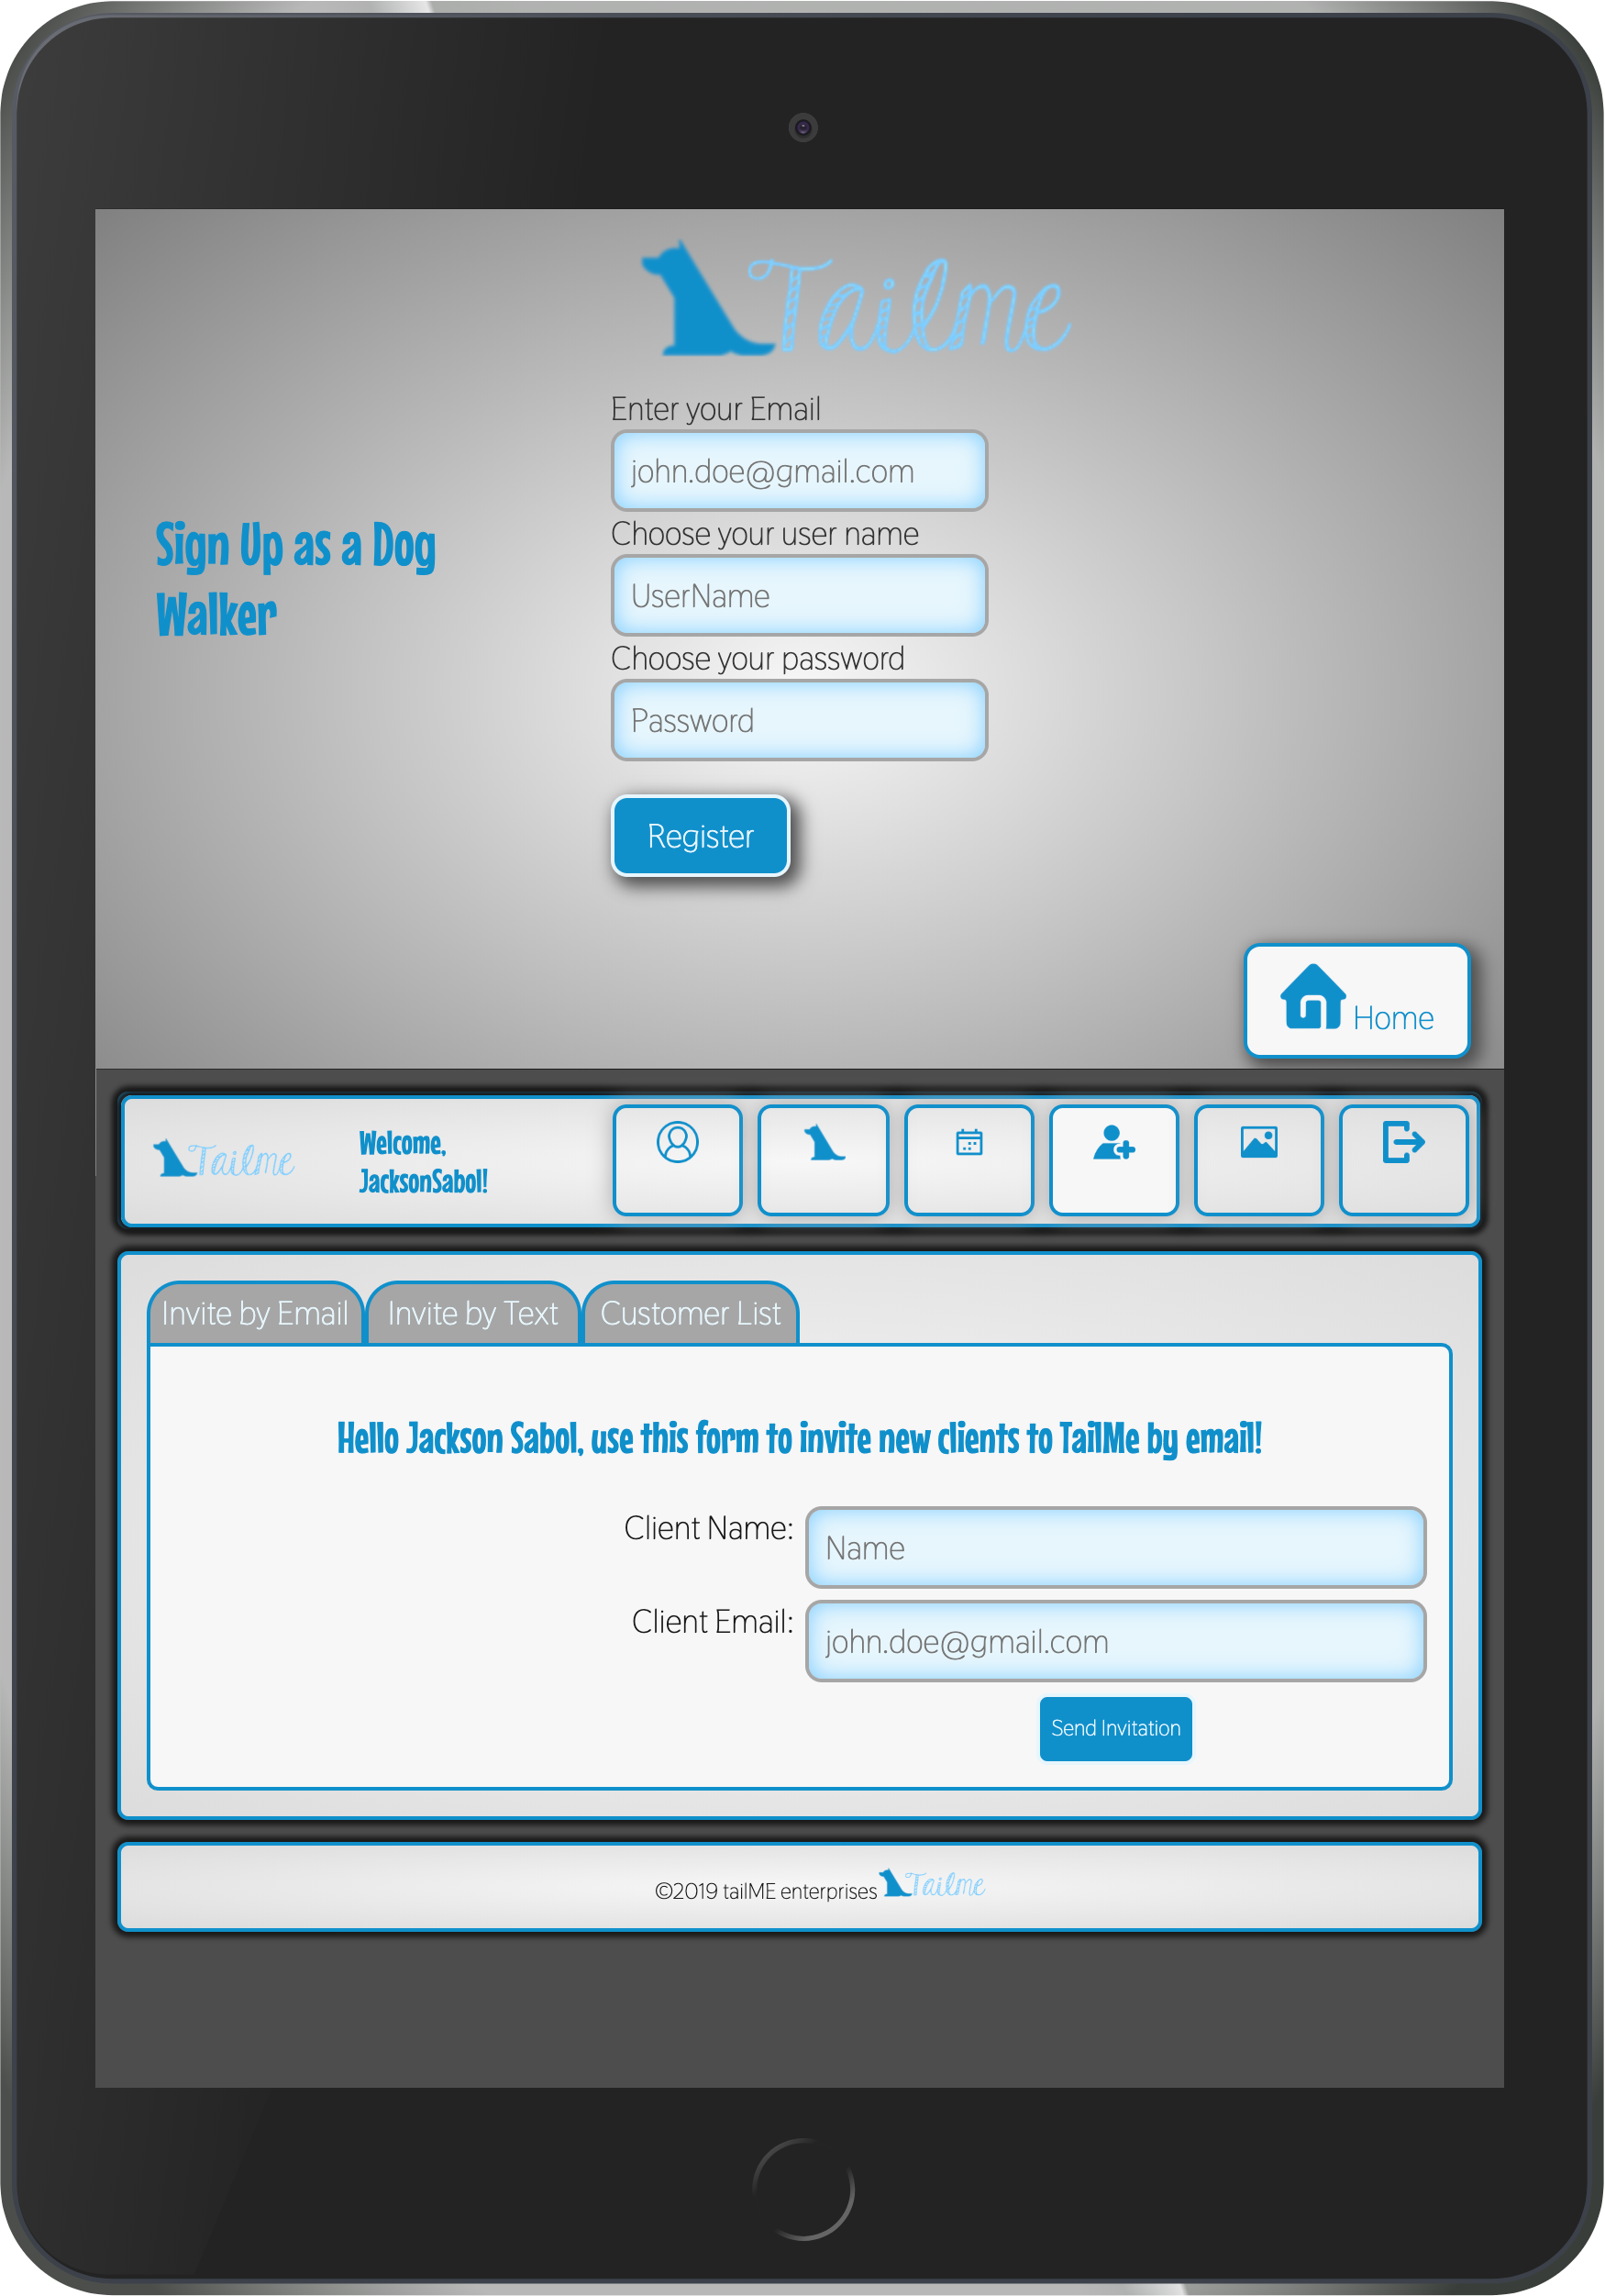 Tailme
Enter your Email
john.doe@gmail.com
Choose your user name
UserName
Choose your password
Password
Sign Up as a Dog
Walker
Register
Home
Tailme
Welcome,
JacksonSabol!
Invite by Email
Invite by Text
Customer List
Hello Jackson Sabol, use this form to invite new clients to TailMe by email!
Client Name:
Name
Client Email:
john.doe@gmail.com
Send Invitation
©2019 tailME enterprises Tailme